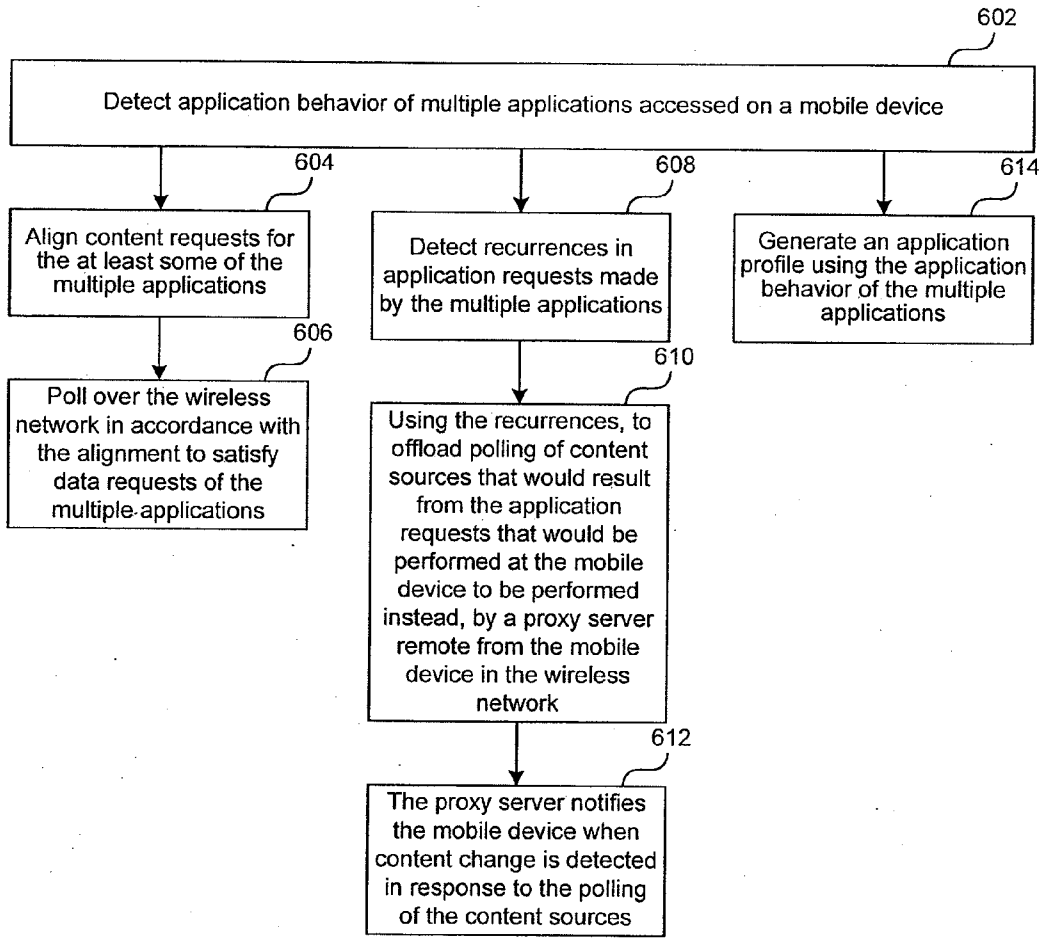 602
Detect application behavior of multiple applications accessed on a mobile device
604
Align content requests for
the at least some of the
multiple applications
606
Poll over the wireless
network in accordance with
the alignment to satisfy
data requests of the
multiple applications
608
Detect recurrences in
application requests made
by the multiple applications
610
Using the recurrences, to
offload polling of content
sources that would result
from the application
requests that would be
performed at the mobile
device to be performed
instead, by a proxy server
remote from the mobile
device in the wireless
network
612
The proxy server notifies
the mobile device when
content change is detected
in response to the polling
of the content sources
614
Generate an application
profile using the application
behavior of the multiple
applications